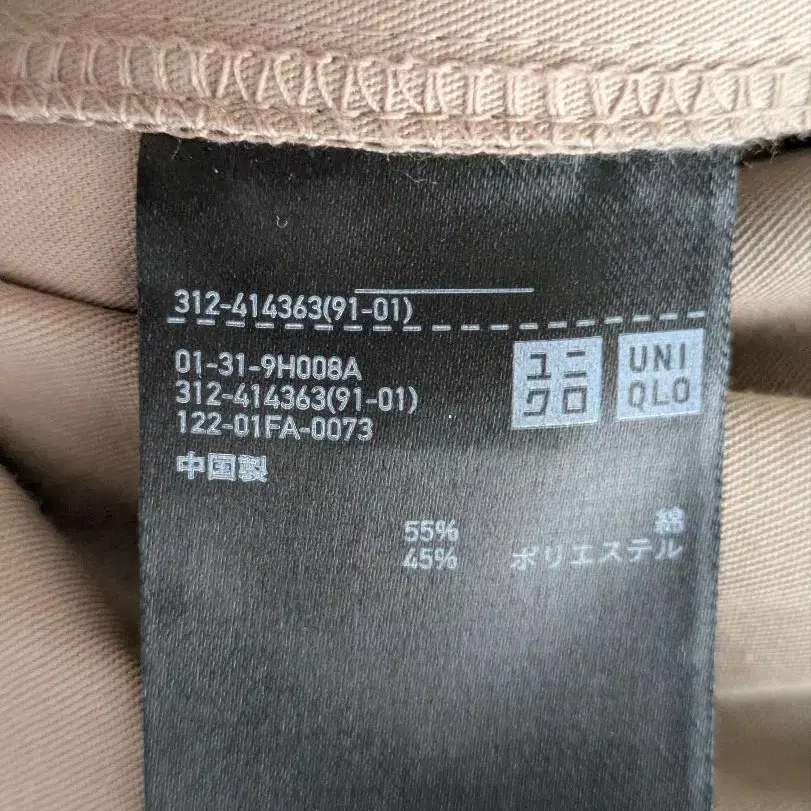 312-414363(91-01)
01-31-9H008A
312-414363(91-01)
122-01FA-0073
中国製
ユニ
クロ
UNI
QLO
55% 綿
45% ポリエステル